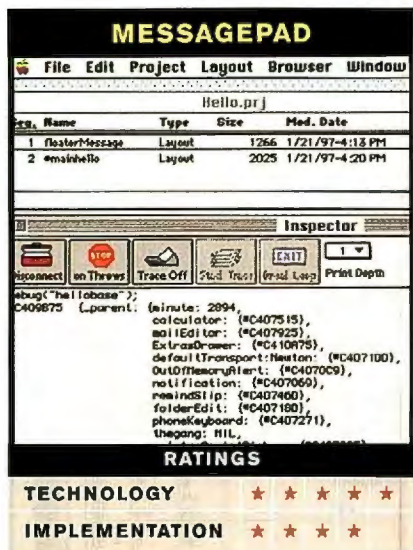 MESSAGEPAD
File Edit Project Layout Browser Window
Hello.prj
Seq. Name Type Size Mod. Date
1 floaterMessage Layout 1266 1/21/97-4:13 PM
2 *mainhello Layout 2025 1/21/97-4:20 PM
Inspector
Disconnect on Throws Trace Off EXIT 1
STOP Print Depth
ebug("hellobase");
C409875 {_parent: {minute: 2894,
calculator: {#C407515},
mailEditor: {#C407925},
ExtrasDrawer: {#C410A75},
defaultTransport:Newton: {#C407100},
OutOfMemoryAlert: {#C4070C9},
notification: {#C407069},
remindSlip: {#C407460},
folderEdit: {#C407180},
phoneKeyboard: {#C407271},
thegang: NIL,
RATINGS
TECHNOLOGY ★ ★ ★ ★ ★
IMPLEMENTATION ★ ★ ★ ★